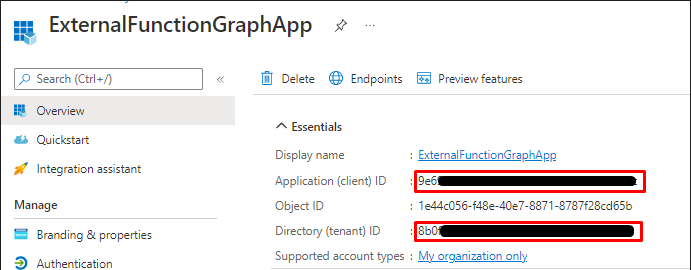 ExternalFunctionGraphApp
Search (Ctrl+/)
Delete
Endpoints
Preview features
Overview
Quickstart
Integration assistant
Manage
Branding & properties
Authentication
Essentials
Display name : ExternalFunctionGraphApp
Application (client) ID : 9e6
Object ID : 1e44c056-f48e-40e7-8871-8787f28cd65b
Directory (tenant) ID : 8b0
Supported account types : My organization only